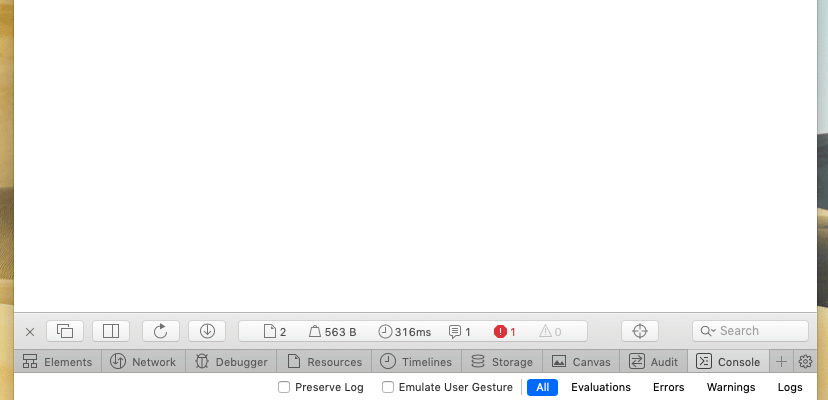 2 563 B 316ms 1 1 0 Search
Elements Network Debugger Resources Timelines Storage Canvas Audit Console
Preserve Log Emulate User Gesture All Evaluations Errors Warnings Logs